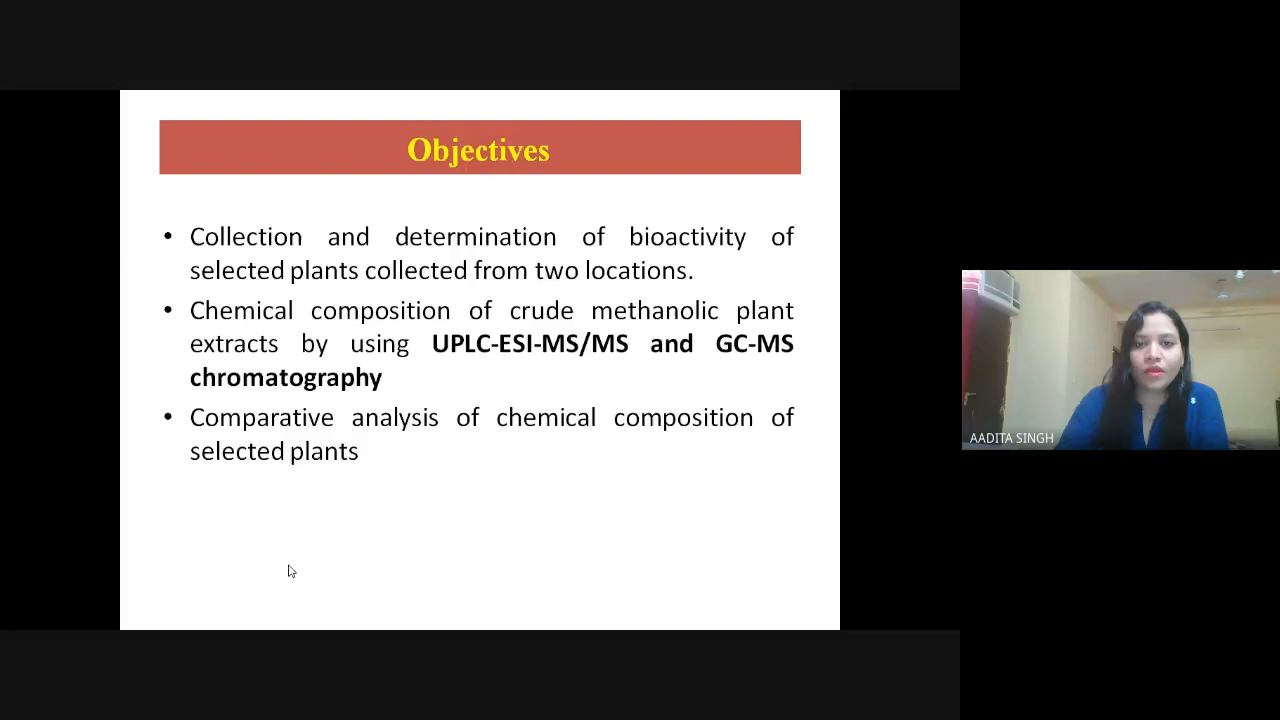 Objectives
• Collection and determination of bioactivity of
selected plants collected from two locations.
• Chemical composition of crude methanolic plant
extracts by using UPLC-ESI-MS/MS and GC-MS
chromatography
• Comparative analysis of chemical composition of
selected plants
AADITA SINGH